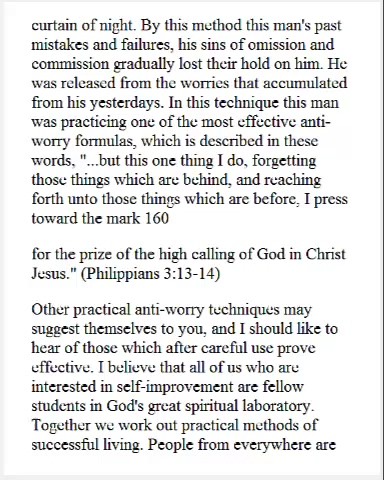 curtain of night. By this method this man's past
mistakes and failures, his sins of omission and
commission gradually lost their hold on him. He
was released from the worries that accumulated
from his yesterdays. In this technique this man
was practicing one of the most effective anti-
worry formulas, which is described in these
words, "...but this one thing I do, forgetting
those things which are behind, and reaching
forth unto those things which are before, I press
toward the mark 160
for the prize of the high calling of God in Christ
Jesus." (Philippians 3:13-14)
Other practical anti-worry techniques may
suggest themselves to you, and I should like to
hear of those which after careful use prove
effective. I believe that all of us who are
interested in self-improvement are fellow
students in God's great spiritual laboratory.
Together we work out practical methods of
successful living. People from everywhere are